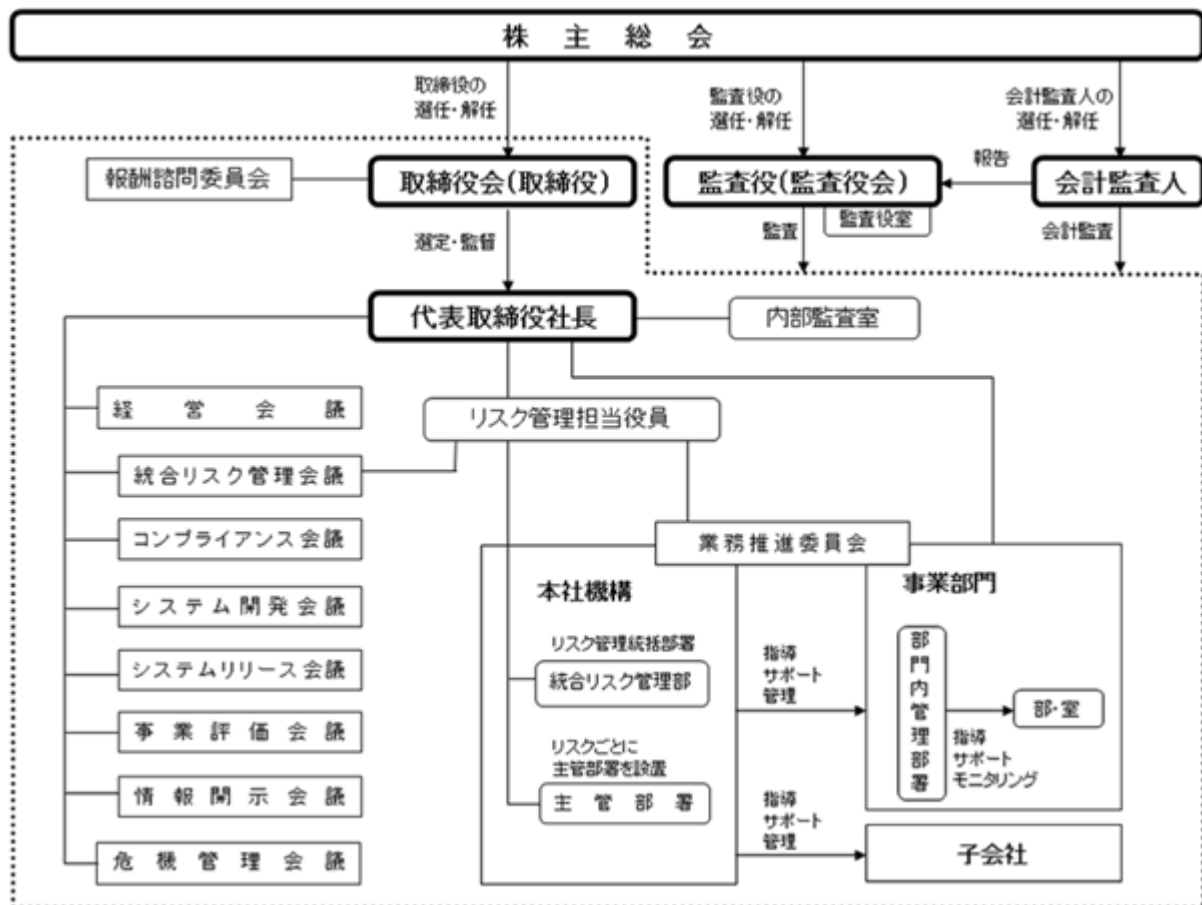 株主総会
取締役の
選任・解任
監査役の
選任・解任
会計監査人の
選任・解任
報酬諮問委員会
取締役会(取締役)
監査役(監査役会)
報告
会計監査人
監査役室
選定・監督
監査
会計監査
代表取締役社長
内部監査室
経営会議
リスク管理担当役員
統合リスク管理会議
コンプライアンス会議
業務推進委員会
システム開発会議
システムリリース会議
事業評価会議
情報開示会議
危機管理会議
本社機構
リスク管理統括部署
統合リスク管理部
リスクごとに
主管部署を設置
主管部署
指導
サポート
管理
指導
サポート
管理
事業部門
部門内管理部署
部・室
指導
サポート
モニタリング
子会社